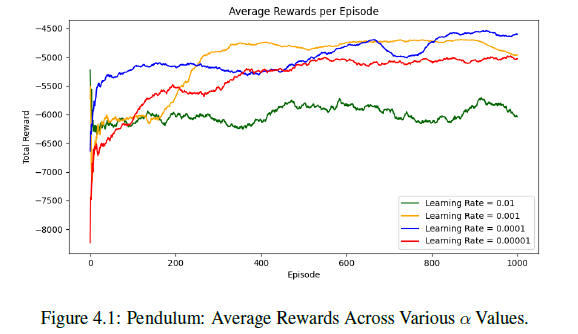 Average Rewards per Episode
Total Reward
−4500
−5000
−5500
−6000
−6500
−7000
−7500
−8000
Learning Rate = 0.01
Learning Rate = 0.001
Learning Rate = 0.0001
Learning Rate = 0.00001
0 200 400 600 800 1000
Episode
Figure 4.1: Pendulum: Average Rewards Across Various α Values.